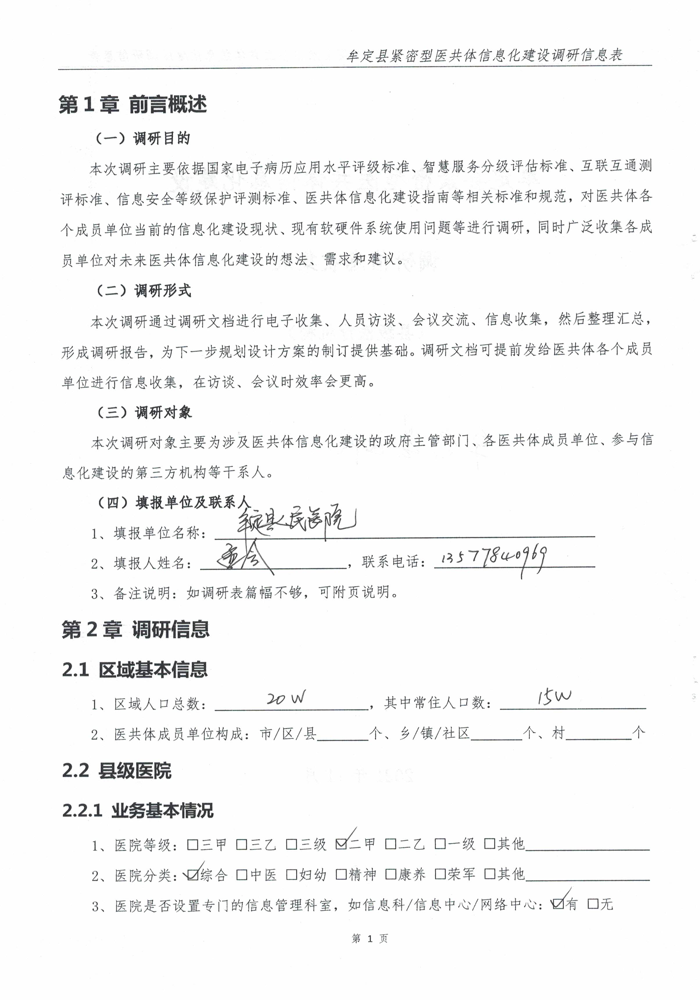 牟定县紧密型医共体信息化建设调研信息表
第1章 前言概述
（一）调研目的
本次调研主要依据国家电子病历应用水平评级标准、智慧服务分级评估标准、互联互通测
评标准、信息安全等级保护评测标准、医共体信息化建设指南等相关标准和规范，对医共体各
个成员单位当前的信息化建设现状、现有软硬件系统使用问题等进行调研，同时广泛收集各成
员单位对未来医共体信息化建设的想法、需求和建议。
（二）调研形式
本次调研通过调研文档进行电子收集、人员访谈、会议交流、信息收集，然后整理汇总，
形成调研报告，为下一步规划设计方案的制订提供基础。调研文档可提前发给医共体各个成员
单位进行信息收集，在访谈、会议时效率会更高。
（三）调研对象
本次调研对象主要为涉及医共体信息化建设的政府主管部门、各医共体成员单位、参与信
息化建设的第三方机构等干系人。
（四）填报单位及联系人
1、填报单位名称：牟定县人民医院
2、填报人姓名：，联系电话：13577840969
3、备注说明：如调研表篇幅不够，可附页说明。
第2章 调研信息
2.1 区域基本信息
1、区域人口总数：20W，其中常住人口数：15W
2、医共体成员单位构成：市/区/县______个、乡/镇/社区______个、村______个
2.2 县级医院
2.2.1 业务基本情况
1、医院等级：□三甲 □三乙 □三级 ☑二甲 □二乙 □一级 □其他______
2、医院分类：☑综合 □中医 □妇幼 □精神 □康养 □荣军 □其他______
3、医院是否设置专门的信息管理科室，如信息科/信息中心/网络中心：☑有 □无
第 1 页